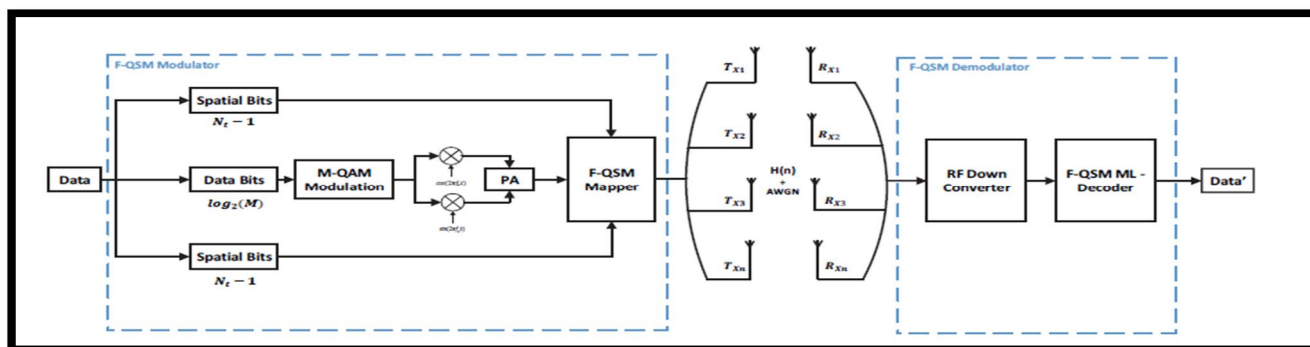 F-QSM Modulator
Spatial Bits
N_t − 1
Data
Data Bits
log_2(M)
M-QAM
Modulation
PA
F-QSM
Mapper
Spatial Bits
N_t − 1
T_X1
T_X2
T_X3
T_Xn
H(n)
+
AWGN
R_X1
R_X2
R_X3
R_Xn
F-QSM Demodulator
RF Down
Converter
F-QSM ML -
Decoder
Data'